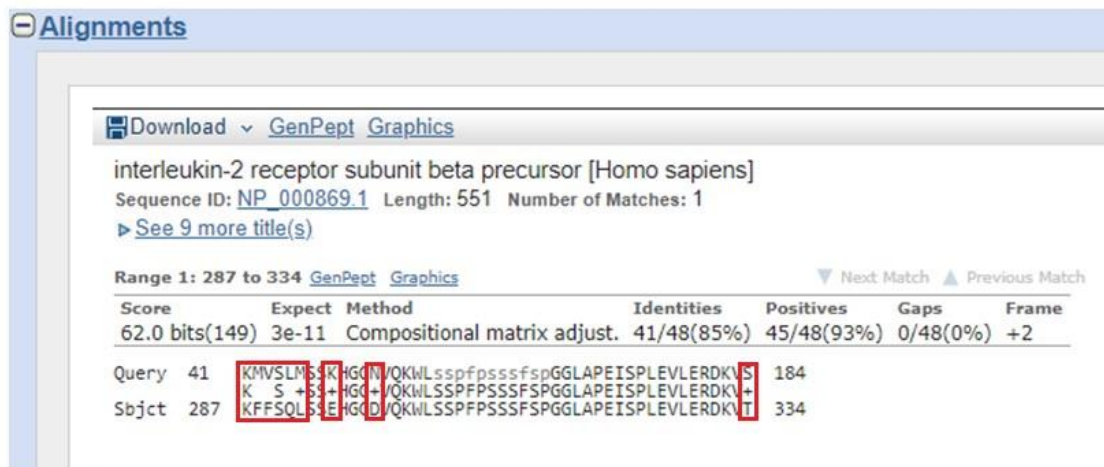 Alignments
Download GenPept Graphics
interleukin-2 receptor subunit beta precursor [Homo sapiens]
Sequence ID: NP_000869.1 Length: 551 Number of Matches: 1
See 9 more title(s)
Range 1: 287 to 334 GenPept Graphics Next Match Previous Match
Score Expect Method Identities Positives Gaps Frame
62.0 bits(149) 3e-11 Compositional matrix adjust. 41/48(85%) 45/48(93%) 0/48(0%) +2
Query 41 KMVSLMSSKHGGNVQKWLsspfpsssfspGGLAPEISPLEVLERDKVS 184
K  S +SS+HGG+VQKWLSSPFPSSSFSPGGLAPEISPLEVLERDKV+
Sbjct 287 KFFSQLSSEHGGDVQKWLSSPFPSSSFSPGGLAPEISPLEVLERDKVT 334